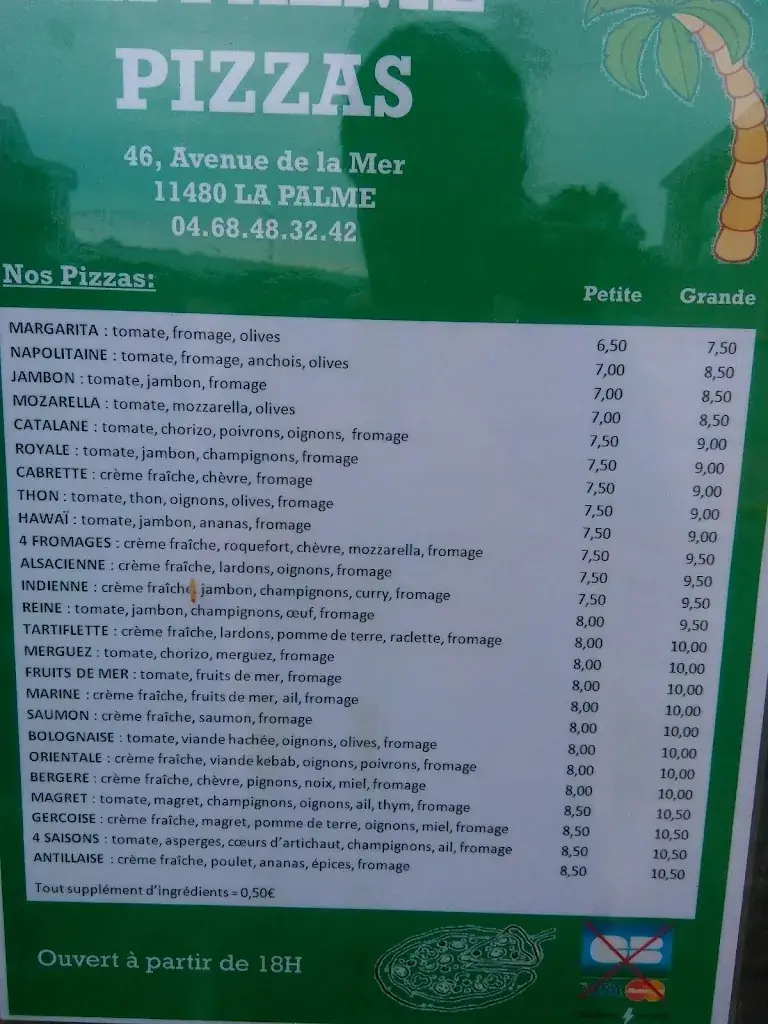 PIZZAS
46, Avenue de la Mer
11480 LA PALME
04.68.48.32.42
Nos Pizzas: Petite Grande
MARGARITA : tomate, fromage, olives 6,50 7,50
NAPOLITAINE : tomate, fromage, anchois, olives 7,00 8,50
JAMBON : tomate, jambon, fromage 7,00 8,50
MOZARELLA : tomate, mozzarella, olives 7,00 8,50
CATALANE : tomate, chorizo, poivrons, oignons, fromage 7,50 9,00
ROYALE : tomate, jambon, champignons, fromage 7,50 9,00
CABRETTE : crème fraîche, chèvre, fromage 7,50 9,00
THON : tomate, thon, oignons, olives, fromage 7,50 9,00
HAWAÏ : tomate, jambon, ananas, fromage 7,50 9,00
4 FROMAGES : crème fraîche, roquefort, chèvre, mozzarella, fromage 7,50 9,50
ALSACIENNE : crème fraîche, lardons, oignons, fromage 7,50 9,50
INDIENNE : crème fraîche, jambon, champignons, curry, fromage 7,50 9,50
REINE : tomate, jambon, champignons, œuf, fromage 8,00 9,50
TARTIFLETTE : crème fraîche, lardons, pomme de terre, raclette, fromage 8,00 10,00
MERGUEZ : tomate, chorizo, merguez, fromage 8,00 10,00
FRUITS DE MER : tomate, fruits de mer, fromage 8,00 10,00
MARINE : crème fraîche, fruits de mer, ail, fromage 8,00 10,00
SAUMON : crème fraîche, saumon, fromage 8,00 10,00
BOLOGNAISE : tomate, viande hachée, oignons, olives, fromage 8,00 10,00
ORIENTALE : crème fraîche, viande kebab, oignons, poivrons, fromage 8,00 10,00
BERGERE : crème fraîche, chèvre, pignons, noix, miel, fromage 8,00 10,00
MAGRET : tomate, magret, champignons, oignons, ail, thym, fromage 8,50 10,50
GERCOISE : crème fraîche, magret, pomme de terre, oignons, miel, fromage 8,50 10,50
4 SAISONS : tomate, asperges, cœurs d'artichaut, champignons, ail, fromage 8,50 10,50
ANTILLAISE : crème fraîche, poulet, ananas, épices, fromage 8,50 10,50
Tout supplément d'ingrédients = 0,50€
Ouvert à partir de 18H
CB